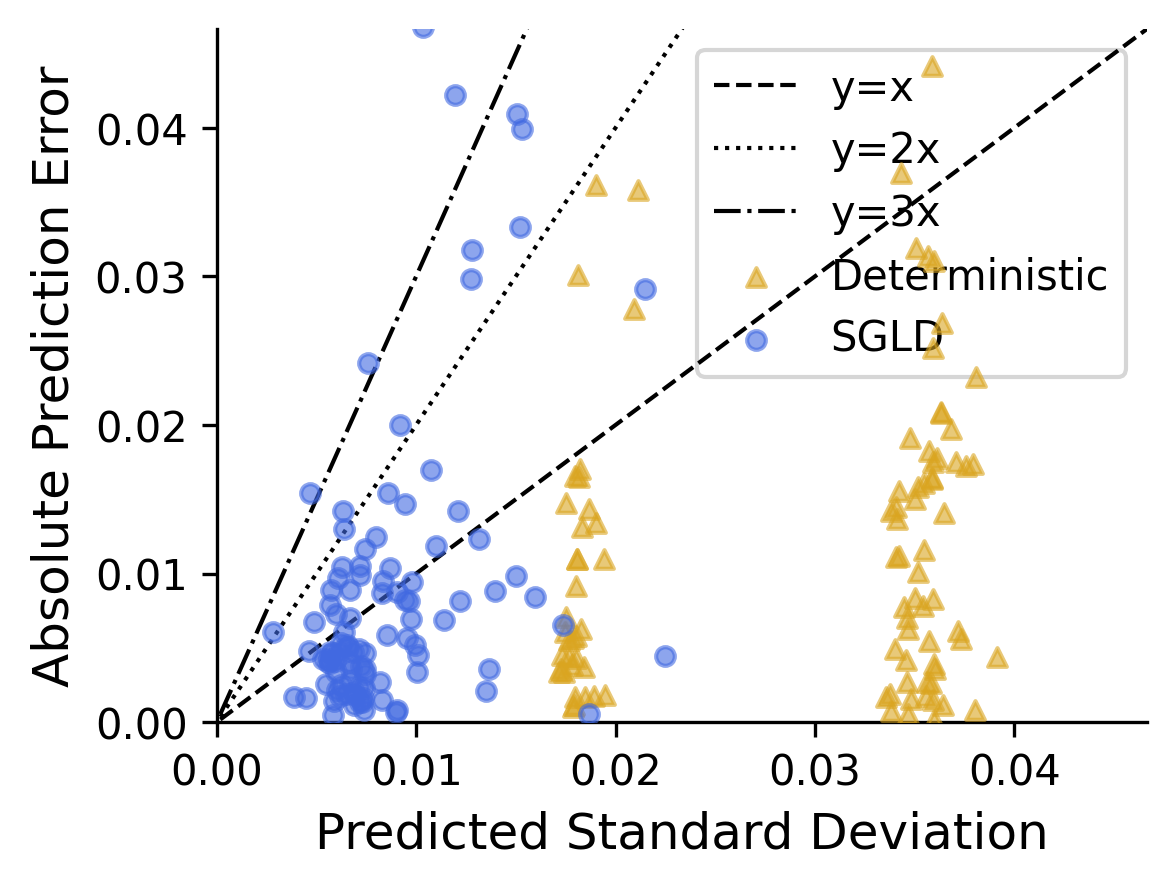 Absolute Prediction Error
0.04
0.03
0.02
0.01
0.00
y=x
y=2x
y=3x
Deterministic
SGLD
0.00 0.01 0.02 0.03 0.04
Predicted Standard Deviation